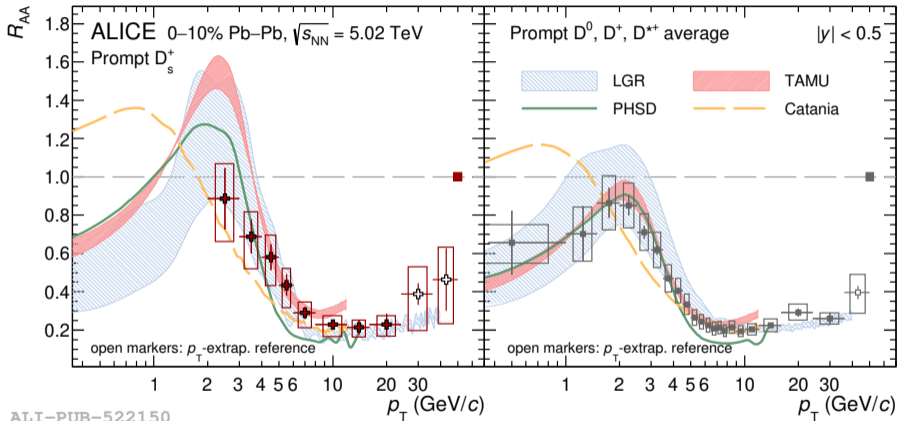 R_AA
ALICE 0–10% Pb–Pb, √s_NN = 5.02 TeV
Prompt D_s^+
1.8
1.6
1.4
1.2
1.0
0.8
0.6
0.4
0.2
open markers: p_T-extrap. reference
1 2 3 4 5 6 10 20 30
p_T (GeV/c)
Prompt D^0, D^+, D^*+ average |y| < 0.5
LGR TAMU
PHSD Catania
open markers: p_T-extrap. reference
1 2 3 4 5 6 10 20 30
p_T (GeV/c)
ALI-PUB-522150